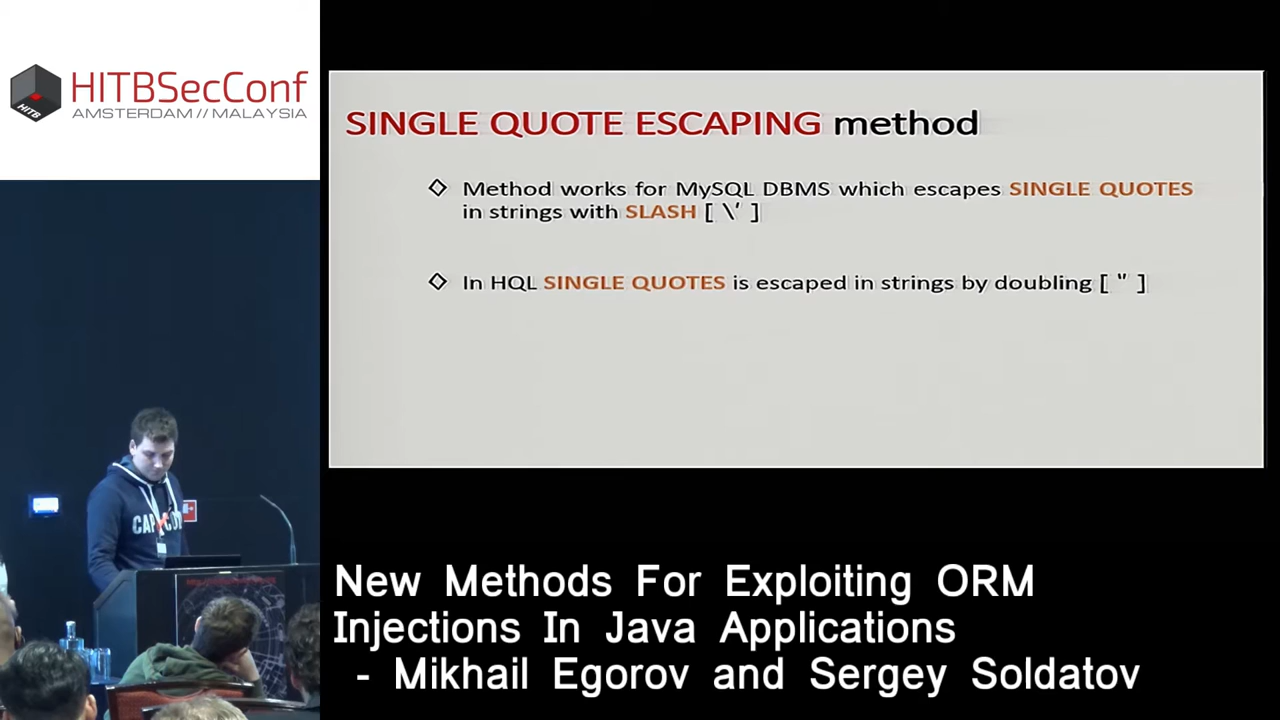 HITBSecConf
AMSTERDAM // MALAYSIA
HITB
SINGLE QUOTE ESCAPING method
Method works for MySQL DBMS which escapes SINGLE QUOTES
in strings with SLASH [ \' ]
In HQL SINGLE QUOTES is escaped in strings by doubling [ '' ]
New Methods For Exploiting ORM
Injections In Java Applications
- Mikhail Egorov and Sergey Soldatov